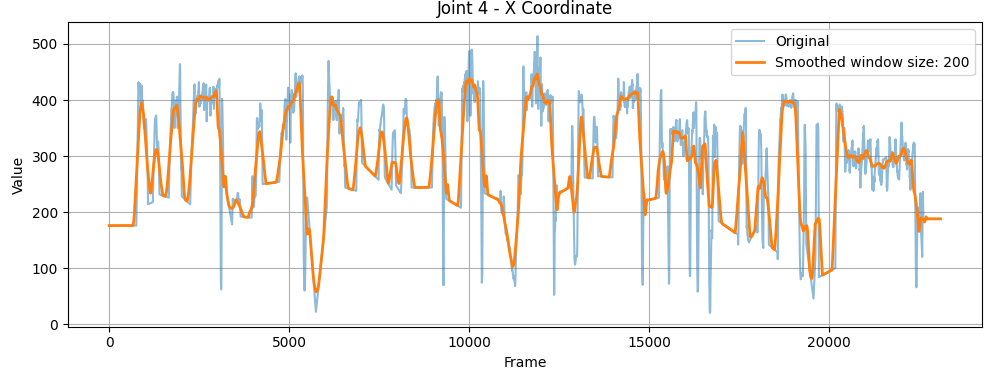 Joint 4 - X Coordinate
Original
Smoothed window size: 200
Value
500
400
300
200
100
0
0 5000 10000 15000 20000
Frame